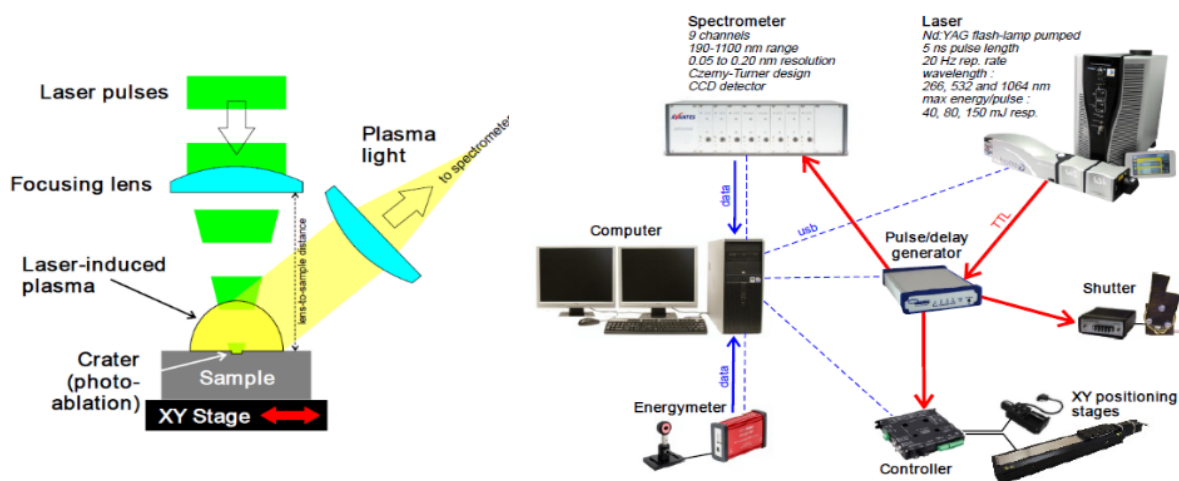 Laser pulses
Focusing lens
Plasma
light
to spectrometer
lens-to-sample distance
Laser-induced
plasma
Crater
(photo-
ablation)
Sample
XY Stage
Spectrometer
9 channels
190-1100 nm range
0.05 to 0.20 nm resolution
Czerny-Turner design
CCD detector
Laser
Nd:YAG flash-lamp pumped
5 ns pulse length
20 Hz rep. rate
wavelength :
266, 532 and 1064 nm
max energy/pulse :
40, 80, 150 mJ resp.
AVANTES
data
usb
TTL
Computer
Pulse/delay
generator
Shutter
data
Energymeter
XY positioning
stages
Controller